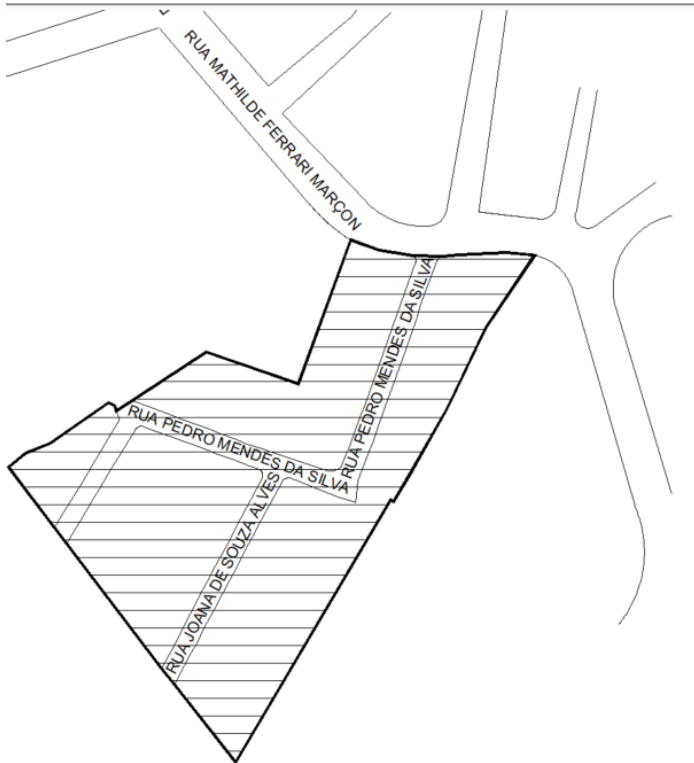 RUA MATHILDE FERRARI MARÇON
RUA PEDRO MENDES DA SILVA
RUA PEDRO MENDES DA SILVA
RUA JOANA DE SOUZA ALVES